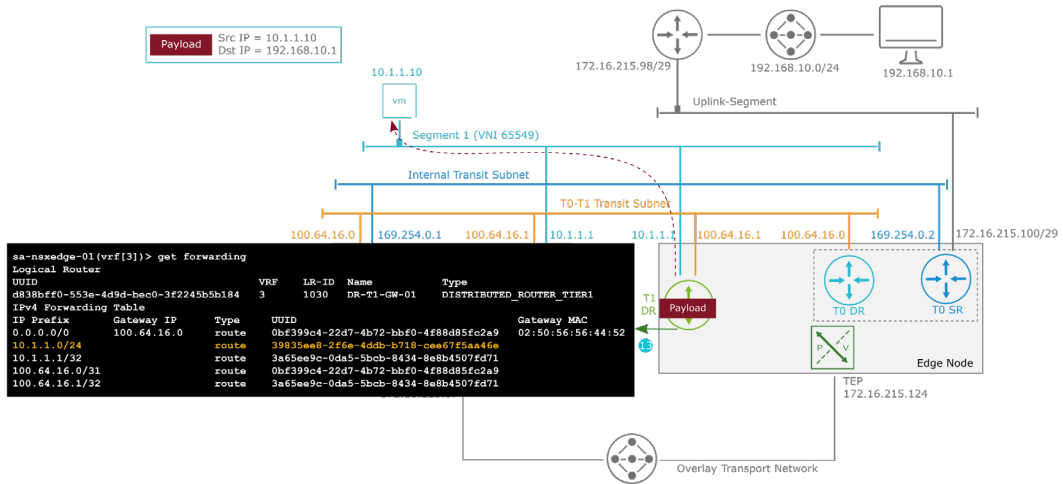 Payload
Src IP = 10.1.1.10
Dst IP = 192.168.10.1
172.16.215.98/29
192.168.10.0/24
192.168.10.1
10.1.1.10
vm
Uplink-Segment
Segment 1 (VNI 65549)
Internal Transit Subnet
T0-T1 Transit Subnet
100.64.16.0
169.254.0.1
100.64.16.1
10.1.1.1
10.1.1.1
100.64.16.1
100.64.16.0
169.254.0.2
172.16.215.100/29
sa-nsxedge-01(vrf[3])> get forwarding
Logical Router
UUID VRF LR-ID Name Type
d838bff0-553e-4d9d-bec0-3f2245b5b184 3 1030 DR-T1-GW-01 DISTRIBUTED_ROUTER_TIER1
IPv4 Forwarding Table
IP Prefix Gateway IP Type UUID Gateway MAC
0.0.0.0/0 100.64.16.0 route 0bf399c4-22d7-4b72-bbf0-4f88d85fc2a9 02:50:56:56:44:52
10.1.1.0/24 route 39835ee8-2f6e-4ddb-b718-cee67f5aa46e
10.1.1.1/32 route 3a65ee9c-0da5-5bcb-8434-8e8b4507fd71
100.64.16.0/31 route 0bf399c4-22d7-4b72-bbf0-4f88d85fc2a9
100.64.16.1/32 route 3a65ee9c-0da5-5bcb-8434-8e8b4507fd71
T1
DR
Payload
13
T0 DR
T0 SR
P V
Edge Node
TEP
172.16.215.124
Overlay Transport Network